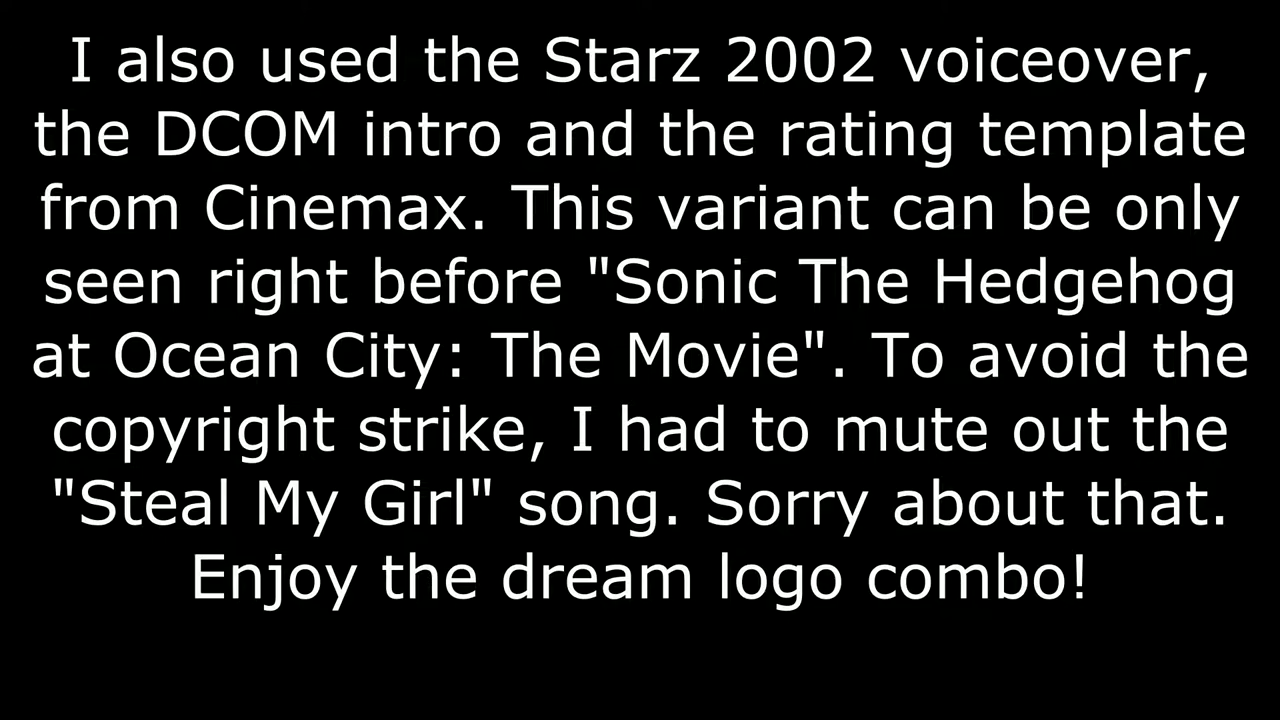 I also used the Starz 2002 voiceover,
the DCOM intro and the rating template
from Cinemax. This variant can be only
seen right before "Sonic The Hedgehog
at Ocean City: The Movie". To avoid the
copyright strike, I had to mute out the
"Steal My Girl" song. Sorry about that.
Enjoy the dream logo combo!